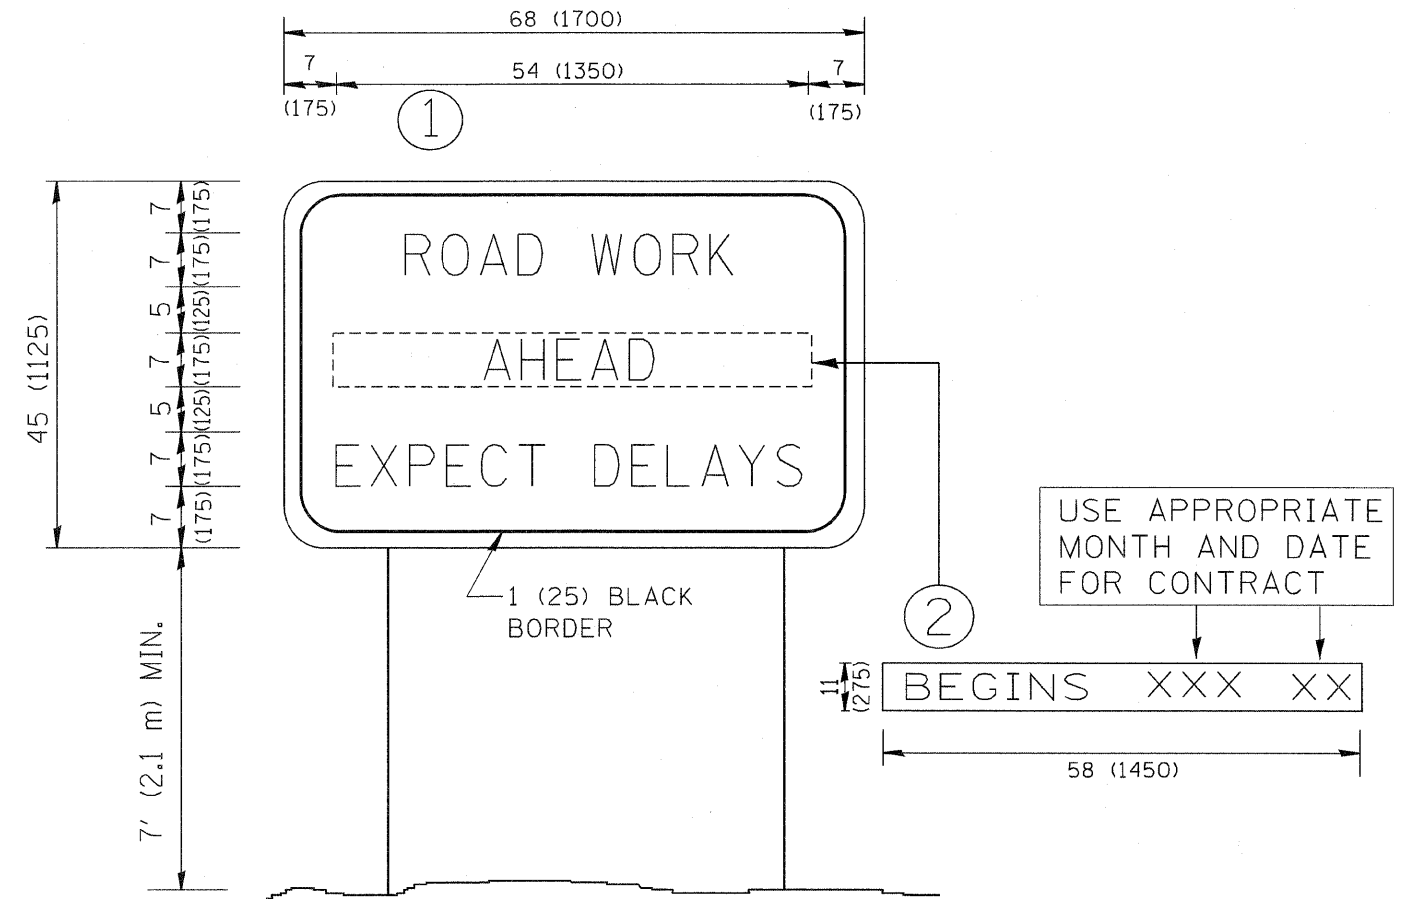 68 (1700)
7 54 (1350) 7
(175) (175)
1
45 (1125)
7 (175)
7 (175)
5 (125)
7 (175)
5 (125)
7 (175)
7 (175)
ROAD WORK
AHEAD
EXPECT DELAYS
1 (25) BLACK
BORDER
7' (2.1 m) MIN.
USE APPROPRIATE
MONTH AND DATE
FOR CONTRACT
2
11
(275)
BEGINS XXX XX
58 (1450)